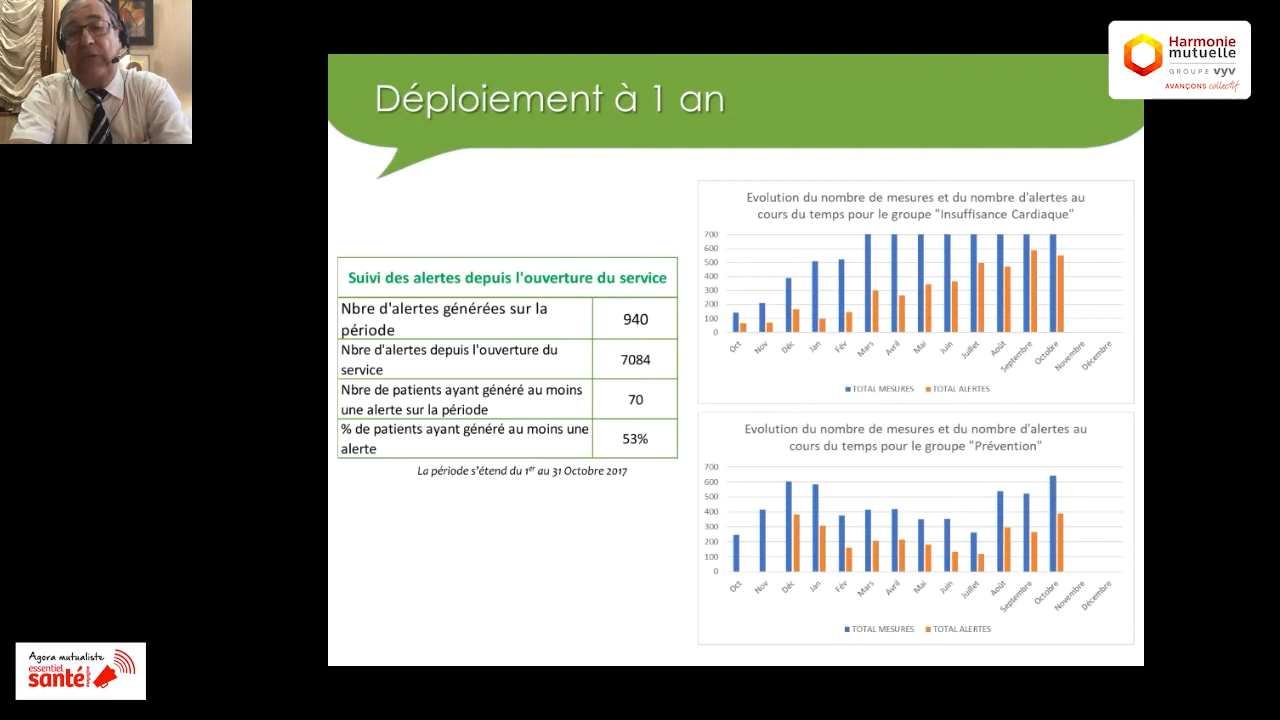 Harmonie
mutuelle
GROUPE vyv
AVANÇONS collectif
Déploiement à 1 an
Suivi des alertes depuis l'ouverture du service
Nbre d'alertes générées sur la
période
940
Nbre d'alertes depuis l'ouverture du
service
7084
Nbre de patients ayant généré au moins
une alerte sur la période
70
% de patients ayant généré au moins une
alerte
53%
La période s'étend du 1er au 31 Octobre 2017
Evolution du nombre de mesures et du nombre d'alertes au
cours du temps pour le groupe "Insuffisance Cardiaque"
700
600
500
400
300
200
100
0
Oct
Nov
Déc
Jan
Fév
Mars
Avril
Mai
Juin
Juillet
Août
Septembre
Octobre
Novembre
Décembre
TOTAL MESURES
TOTAL ALERTES
Evolution du nombre de mesures et du nombre d'alertes au
cours du temps pour le groupe "Prévention"
700
600
500
400
300
200
100
0
Oct
Nov
Déc
Jan
Fév
Mars
Avril
Mai
Juin
Juillet
Août
Septembre
Octobre
Novembre
Décembre
TOTAL MESURES
TOTAL ALERTES
Agora mutualiste
essentiel
santé
magazine